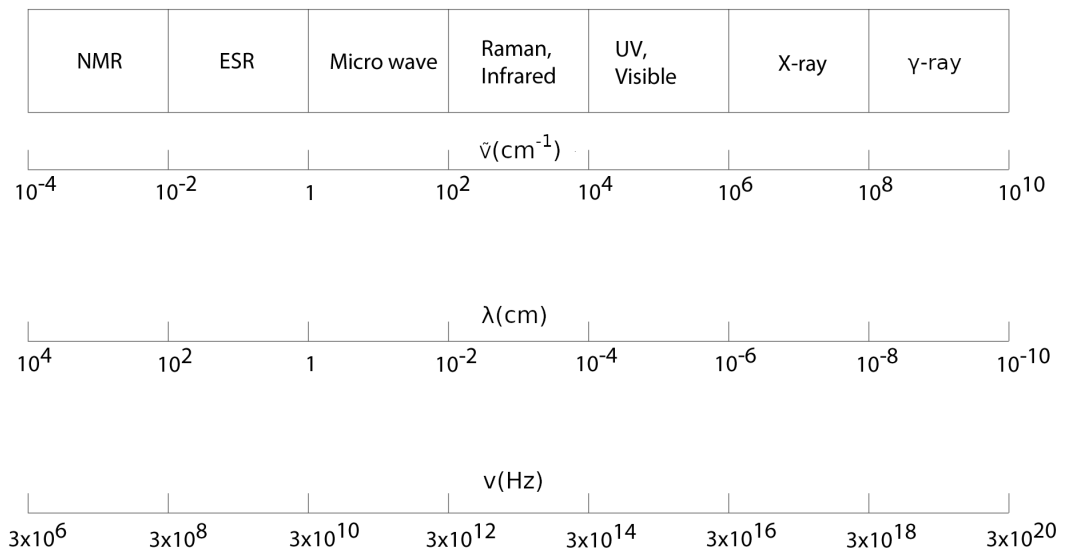 NMR ESR Micro wave Raman, Infrared UV, Visible X-ray γ-ray
ṽ(cm⁻¹)
10⁻⁴ 10⁻² 1 10² 10⁴ 10⁶ 10⁸ 10¹⁰
λ(cm)
10⁴ 10² 1 10⁻² 10⁻⁴ 10⁻⁶ 10⁻⁸ 10⁻¹⁰
ν(Hz)
3x10⁶ 3x10⁸ 3x10¹⁰ 3x10¹² 3x10¹⁴ 3x10¹⁶ 3x10¹⁸ 3x10²⁰